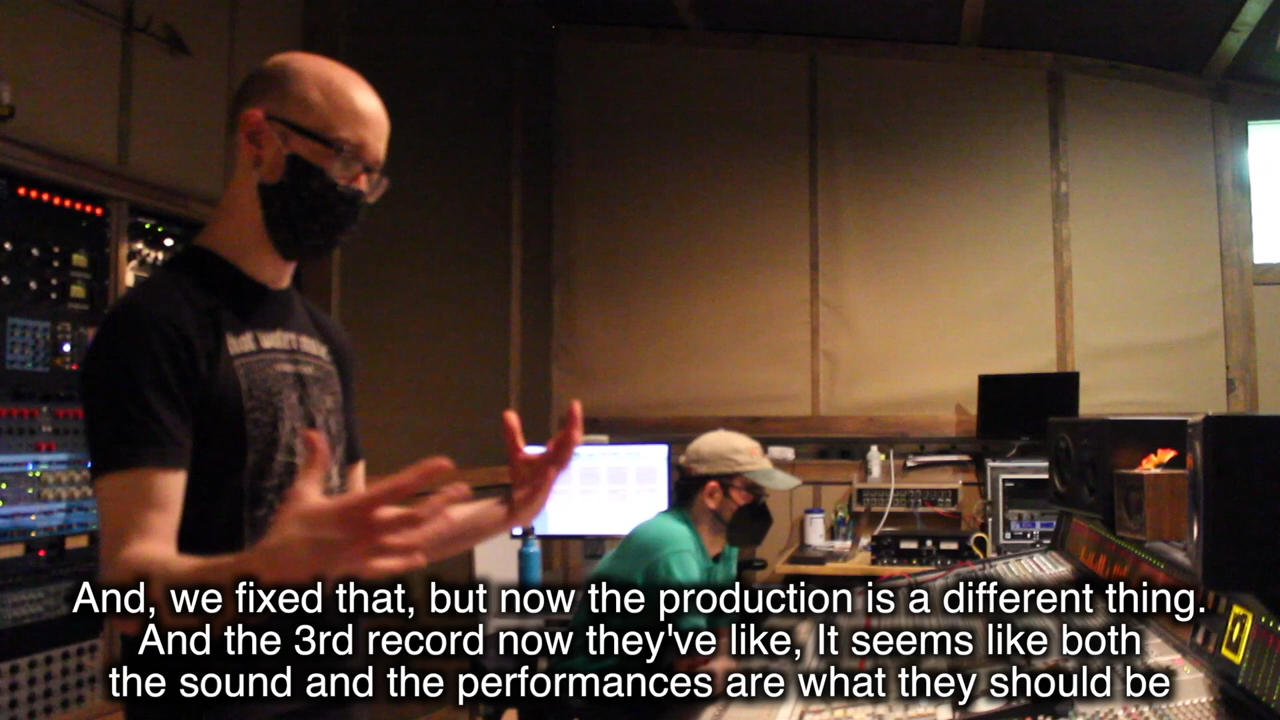 And, we fixed that, but now the production is a different thing.
And the 3rd record now they've like, It seems like both
the sound and the performances are what they should be